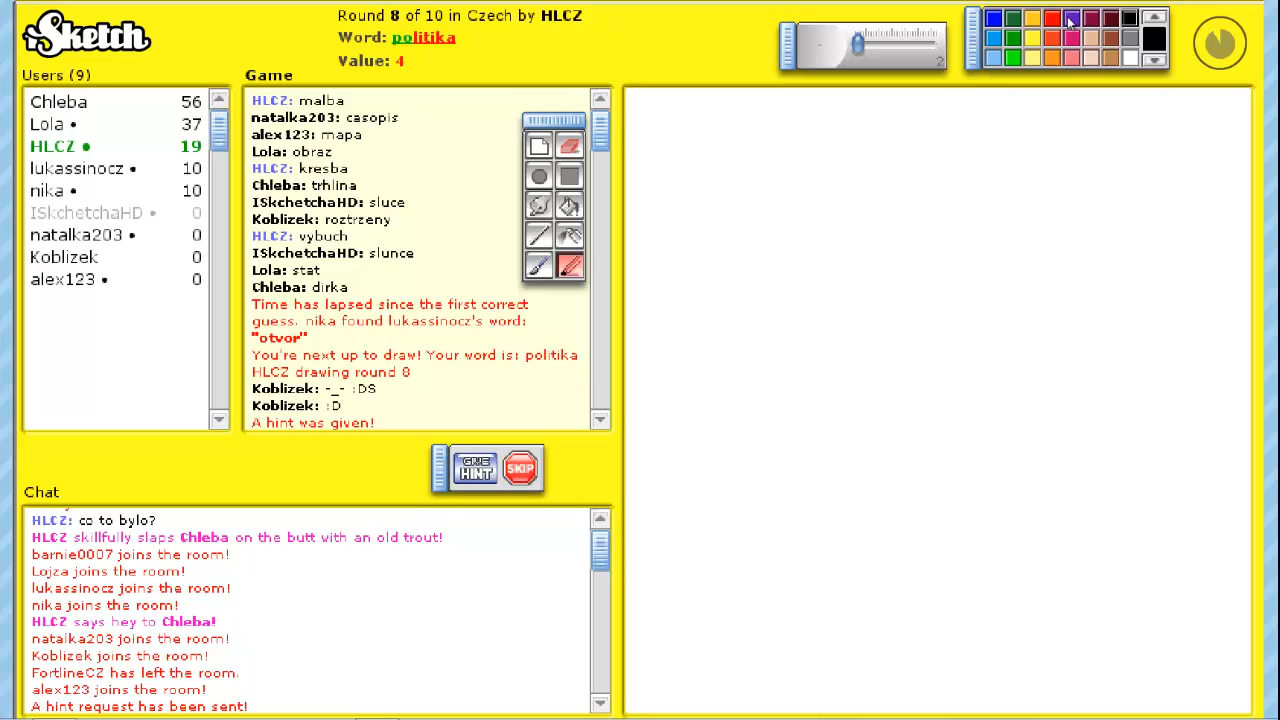 iSketch
Round 8 of 10 in Czech by HLCZ
Word: politika
Value: 4
2
Users (9)
Chleba 56
Lola • 37
HLCZ • 19
lukassinocz • 10
nika • 10
ISkchetchaHD • 0
natalka203 • 0
Koblizek 0
alex123 • 0
Game
HLCZ: malba
natalka203: casopis
alex123: mapa
Lola: obraz
HLCZ: kresba
Chleba: trhlina
ISkchetchaHD: sluce
Koblizek: roztrzeny
HLCZ: vybuch
ISkchetchaHD: slunce
Lola: stat
Chleba: dirka
Time has lapsed since the first correct
guess. nika found lukassinocz's word:
"otvor"
You're next up to draw! Your word is: politika
HLCZ drawing round 8
Koblizek: -_- :DS
Koblizek: :D
A hint was given!
GIVE
HINT
SKIP
Chat
HLCZ: co to bylo?
HLCZ skillfully slaps Chleba on the butt with an old trout!
barnie0007 joins the room!
Lojza joins the room!
lukassinocz joins the room!
nika joins the room!
HLCZ says hey to Chleba!
natalka203 joins the room!
Koblizek joins the room!
FortlineCZ has left the room.
alex123 joins the room!
A hint request has been sent!